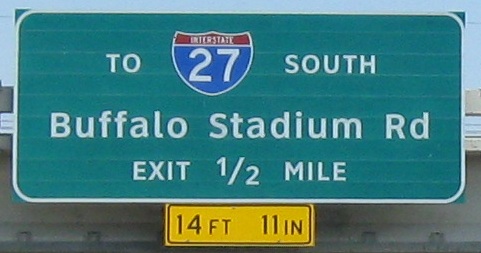 TO INTERSTATE 27 SOUTH
Buffalo Stadium Rd
EXIT 1/2 MILE
14 FT 11 IN